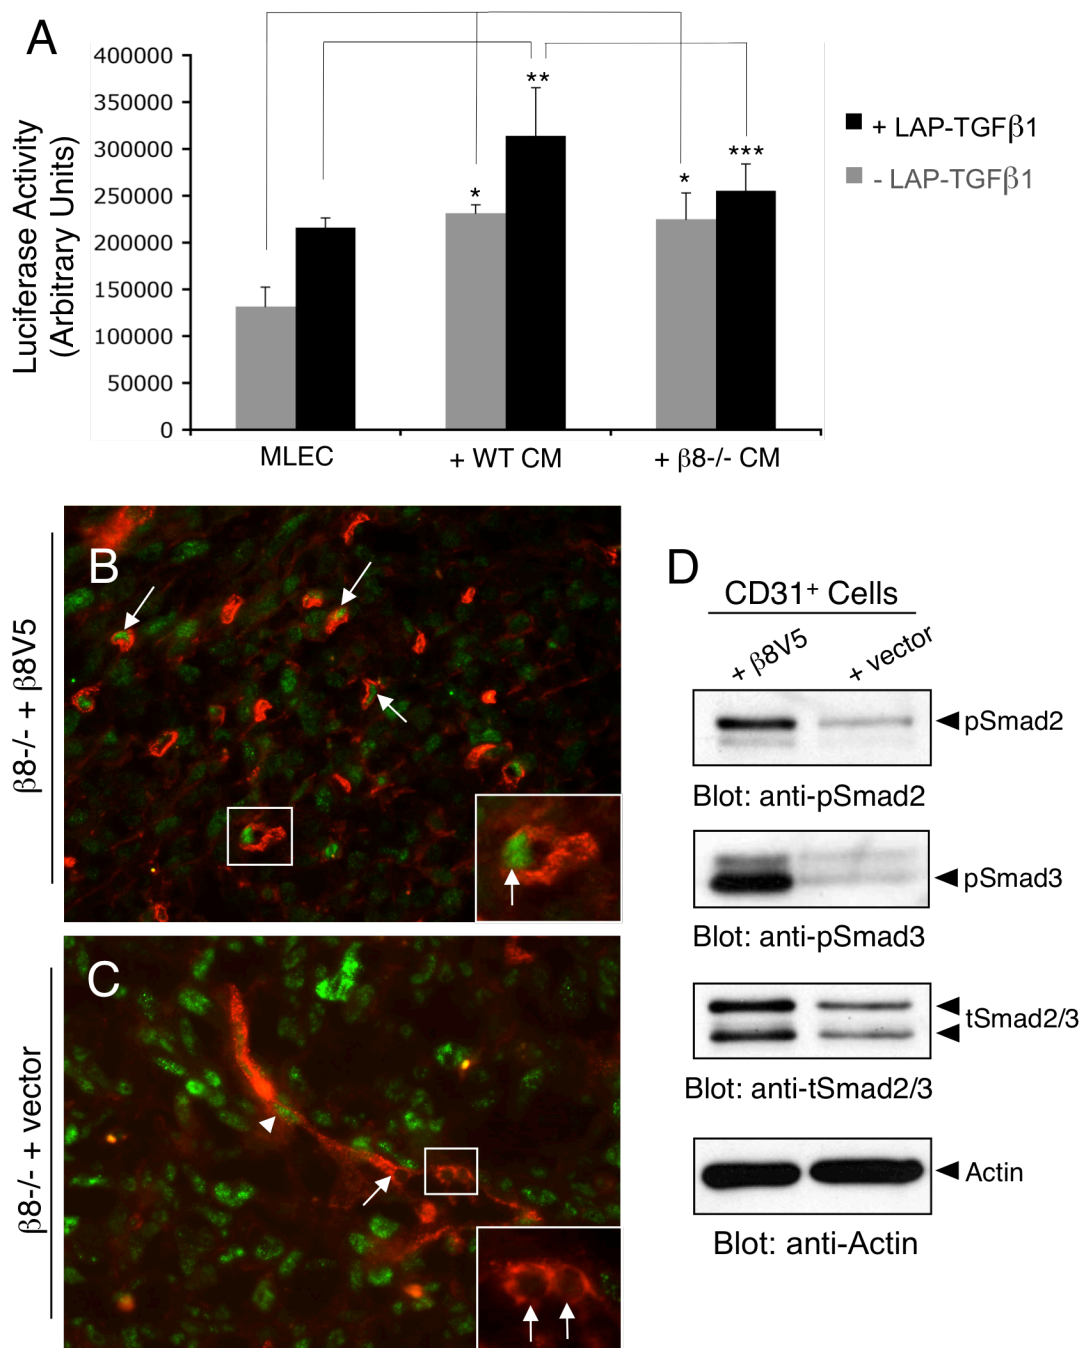 A
400000
350000
300000
250000
200000
150000
100000
50000
0
Luciferase Activity
(Arbitrary Units)
*
**
*
***
MLEC
+ WT CM
+ β8-/- CM
+ LAP-TGFβ1
- LAP-TGFβ1
B
β8-/- + β8V5
C
β8-/- + vector
D
CD31⁺ Cells
+ β8V5
+ vector
pSmad2
Blot: anti-pSmad2
pSmad3
Blot: anti-pSmad3
tSmad2/3
Blot: anti-tSmad2/3
Actin
Blot: anti-Actin